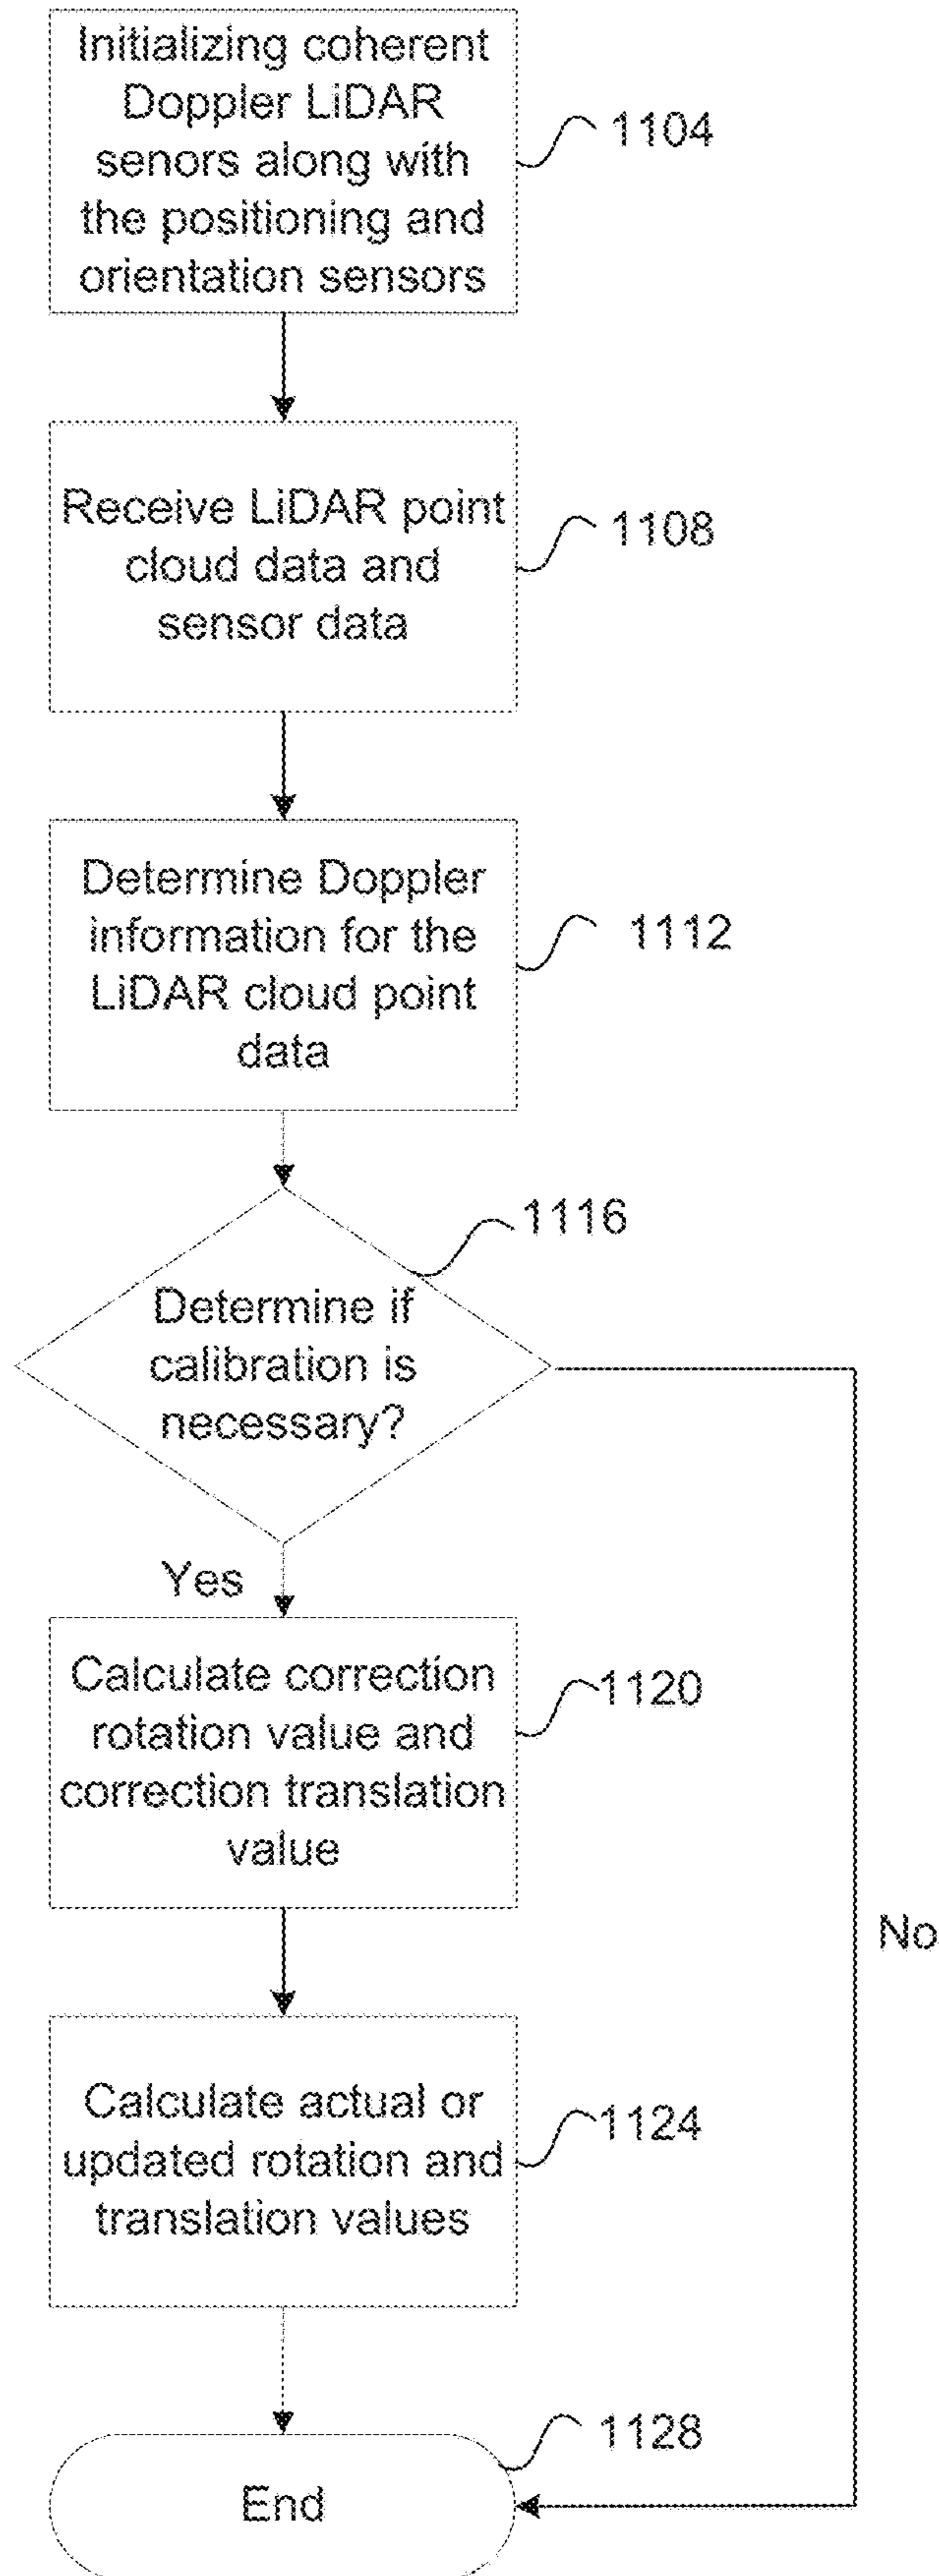 Initializing coherent
Doppler LiDAR
senors along with
the positioning and
orientation sensors
1104
Receive LiDAR point
cloud data and
sensor data
1108
Determine Doppler
information for the
LiDAR cloud point
data
1112
1116
Determine if
calibration is
necessary?
Yes
Calculate correction
rotation value and
correction translation
value
1120
No
Calculate actual or
updated rotation and
translation values
1124
1128
End